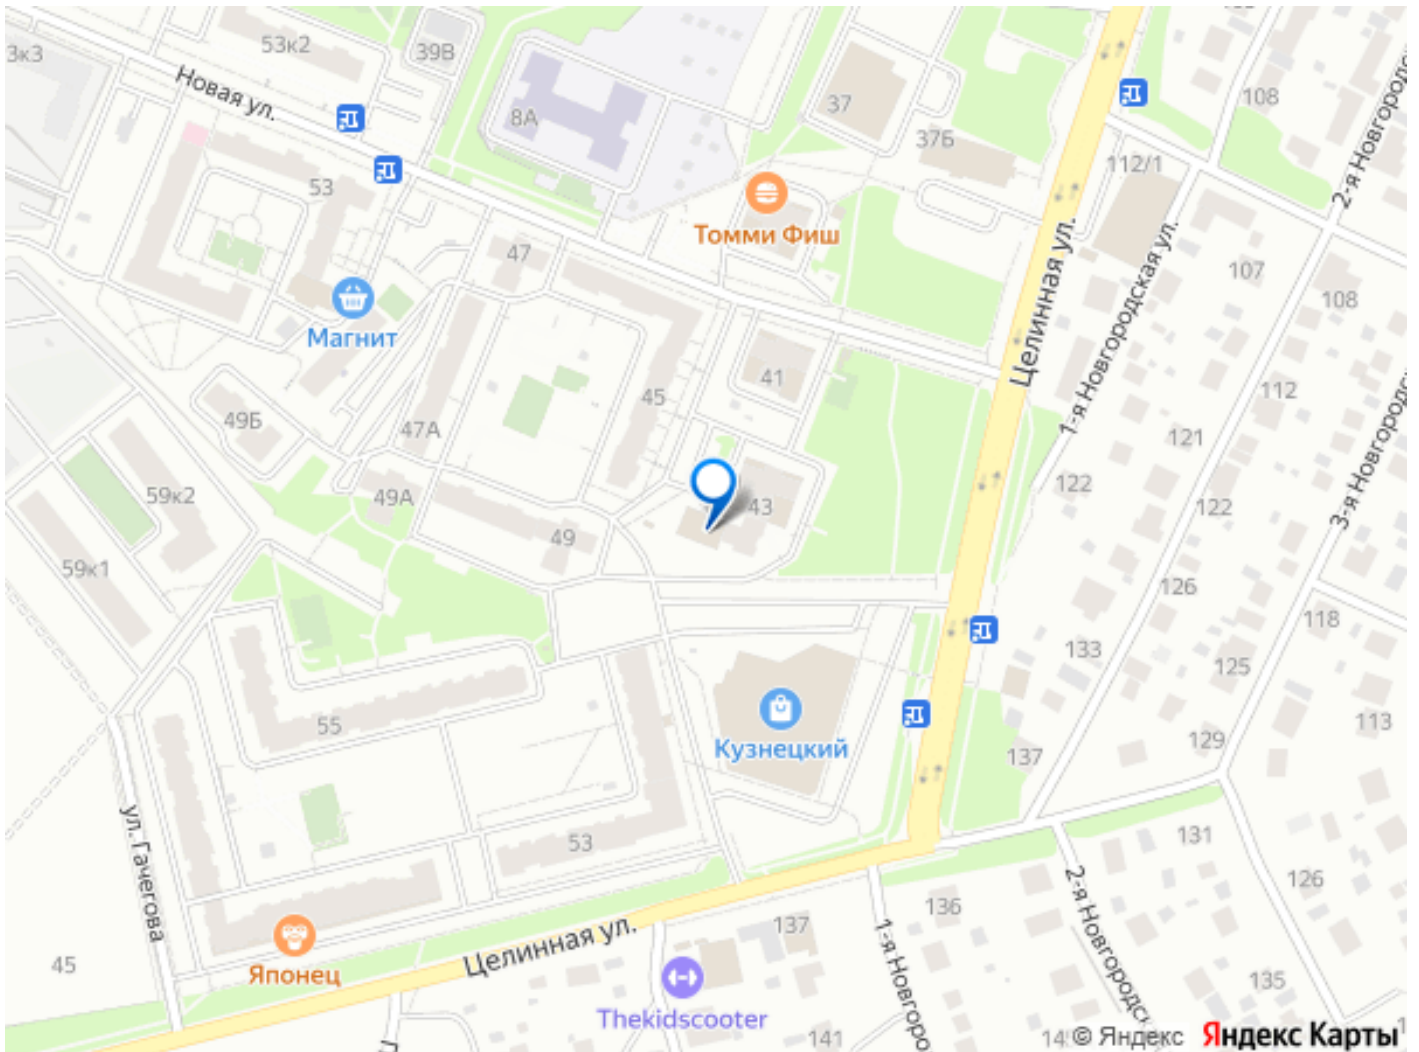 3к3
53к2
39В
Новая ул.
8А
37
37Б
108
2-я Новгородск
112/1
53
Томми Фиш
Целинная ул.
1-я Новгородская ул.
47
107
108
Магнит
41
45
112
49Б
47А
121
3-я Новгородск
59к2
49А
43
122
122
49
59к1
126
118
133
125
55
Кузнецкий
113
129
137
ул. Гачегова
53
131
2-я Новгородск
126
136
1-я Новгоро
137
Целинная ул.
45
Японец
135
Thekidscooter
141
14
© Яндекс
Яндекс Карты